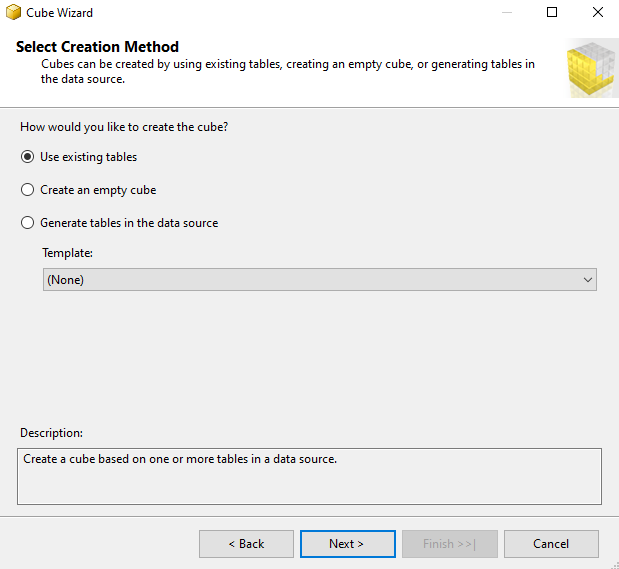 Cube Wizard
Select Creation Method
Cubes can be created by using existing tables, creating an empty cube, or generating tables in
the data source.
How would you like to create the cube?
Use existing tables
Create an empty cube
Generate tables in the data source
Template:
(None)
Description:
Create a cube based on one or more tables in a data source.
< Back
Next >
Finish >>|
Cancel